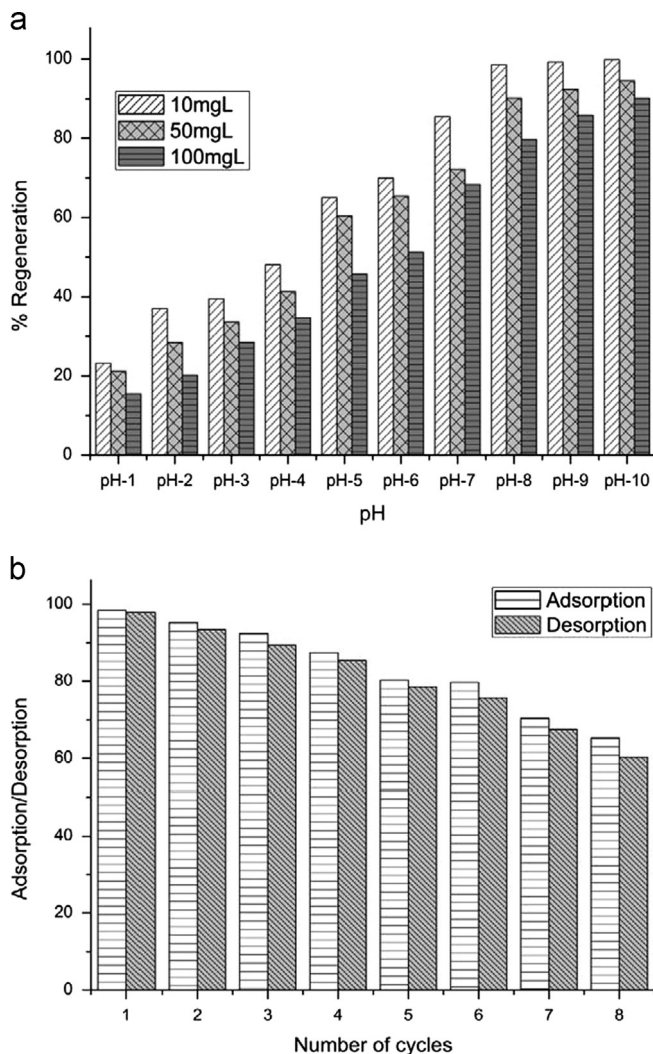 a
100
80
60
40
20
0
% Regeneration
10mgL
50mgL
100mgL
pH-1 pH-2 pH-3 pH-4 pH-5 pH-6 pH-7 pH-8 pH-9 pH-10
pH
b
100
80
60
40
20
0
Adsorption/Desorption
Adsorption
Desorption
1 2 3 4 5 6 7 8
Number of cycles